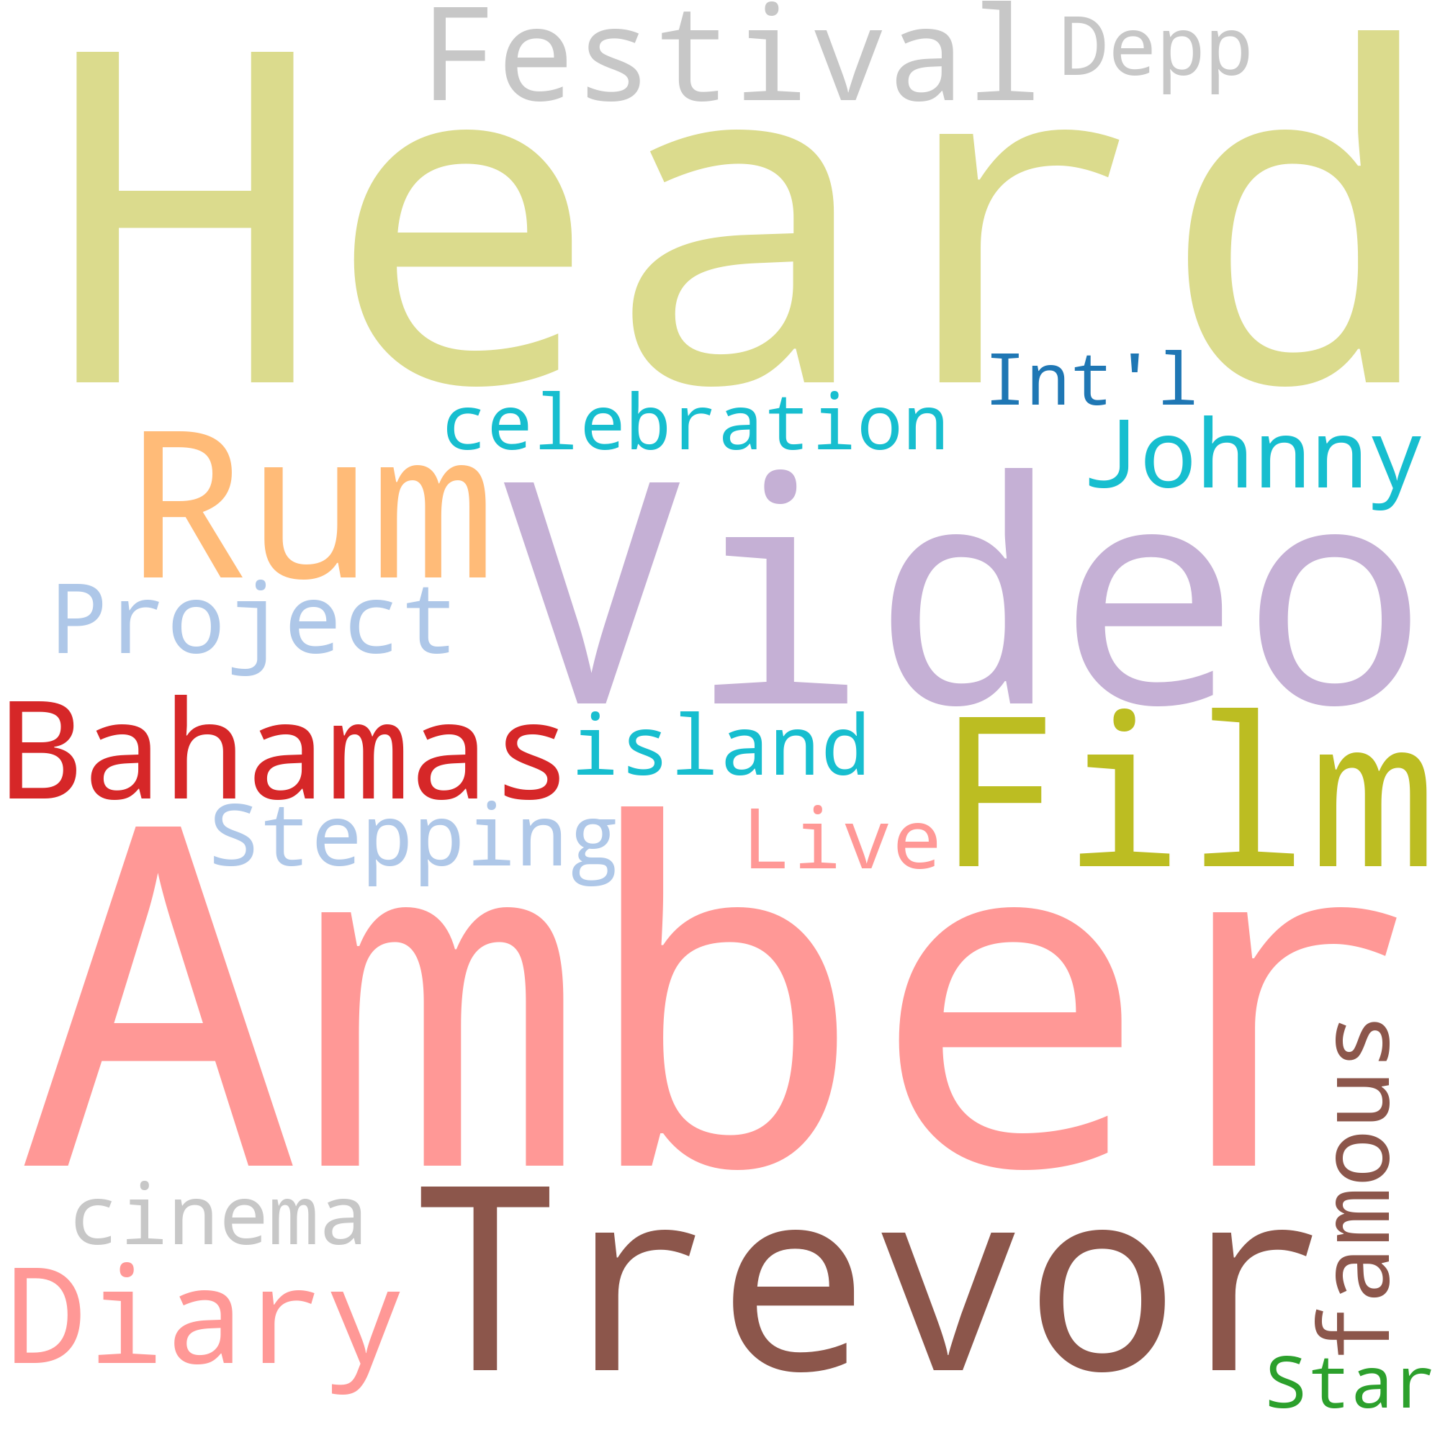 Festival
Depp
Heard
Int'l
celebration
Johnny
Rum
Video
Project
Bahamas
island
Film
Stepping
Live
Amber
famous
cinema
Trevor
Diary
Star